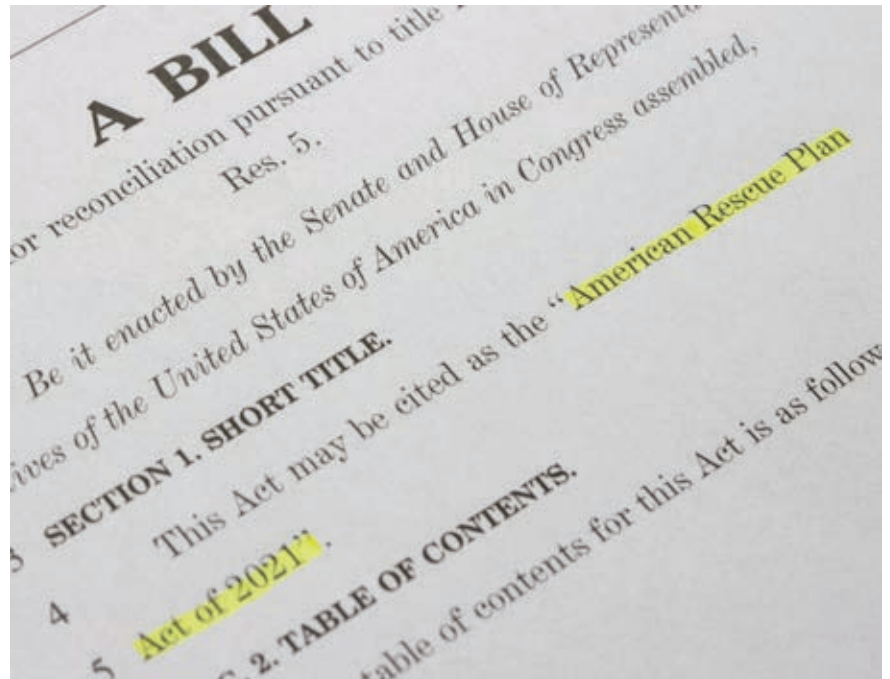 A BILL
or reconciliation pursuant to title
Res. 5.
Be it enacted by the Senate and House of Representa
tives of the United States of America in Congress assembled,
3 SECTION 1. SHORT TITLE.
4 This Act may be cited as the “American Rescue Plan
5 Act of 2021”.
. 2. TABLE OF CONTENTS.
table of contents for this Act is as follow